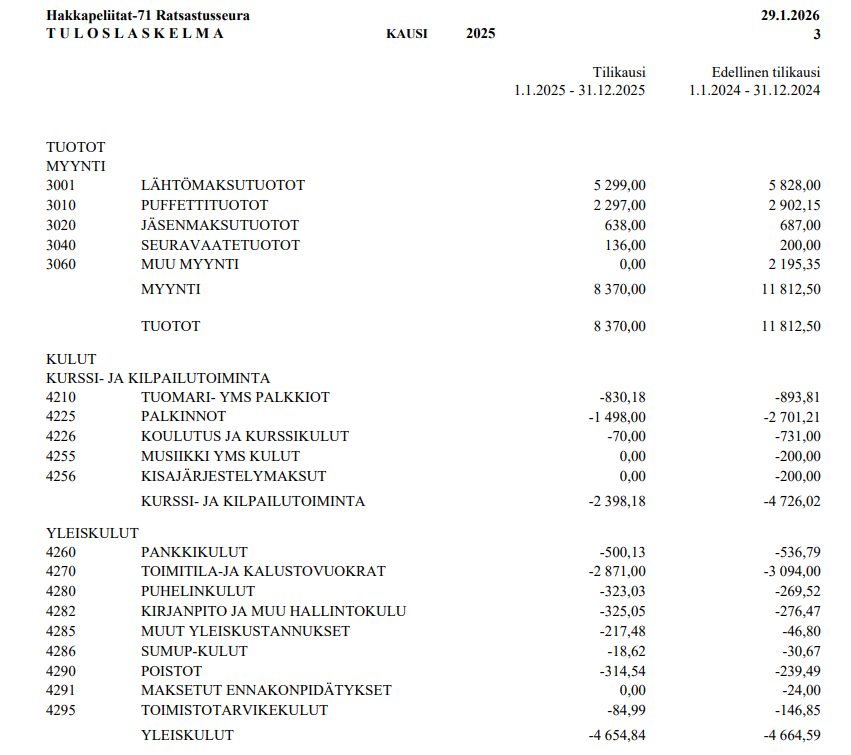 Hakkapeliitat-71 Ratsastusseura 29.1.2026
T U L O S L A S K E L M A KAUSI 2025 3
Tilikausi Edellinen tilikausi
1.1.2025 - 31.12.2025 1.1.2024 - 31.12.2024
TUOTOT
MYYNTI
3001 LÄHTÖMAKSUTUOTOT 5 299,00 5 828,00
3010 PUFFETTITUOTOT 2 297,00 2 902,15
3020 JÄSENMAKSUTUOTOT 638,00 687,00
3040 SEURAVAATETUOTOT 136,00 200,00
3060 MUU MYYNTI 0,00 2 195,35
MYYNTI 8 370,00 11 812,50
TUOTOT 8 370,00 11 812,50
KULUT
KURSSI- JA KILPAILUTOIMINTA
4210 TUOMARI- YMS PALKKIOT -830,18 -893,81
4225 PALKINNOT -1 498,00 -2 701,21
4226 KOULUTUS JA KURSSIKULUT -70,00 -731,00
4255 MUSIIKKI YMS KULUT 0,00 -200,00
4256 KISAJÄRJESTELYMAKSUT 0,00 -200,00
KURSSI- JA KILPAILUTOIMINTA -2 398,18 -4 726,02
YLEISKULUT
4260 PANKKIKULUT -500,13 -536,79
4270 TOIMITILA-JA KALUSTOVUOKRAT -2 871,00 -3 094,00
4280 PUHELINKULUT -323,03 -269,52
4282 KIRJANPITO JA MUU HALLINTOKULU -325,05 -276,47
4285 MUUT YLEISKUSTANNUKSET -217,48 -46,80
4286 SUMUP-KULUT -18,62 -30,67
4290 POISTOT -314,54 -239,49
4291 MAKSETUT ENNAKONPIDÄTYKSET 0,00 -24,00
4295 TOIMISTOTARVIKEKULUT -84,99 -146,85
YLEISKULUT -4 654,84 -4 664,59